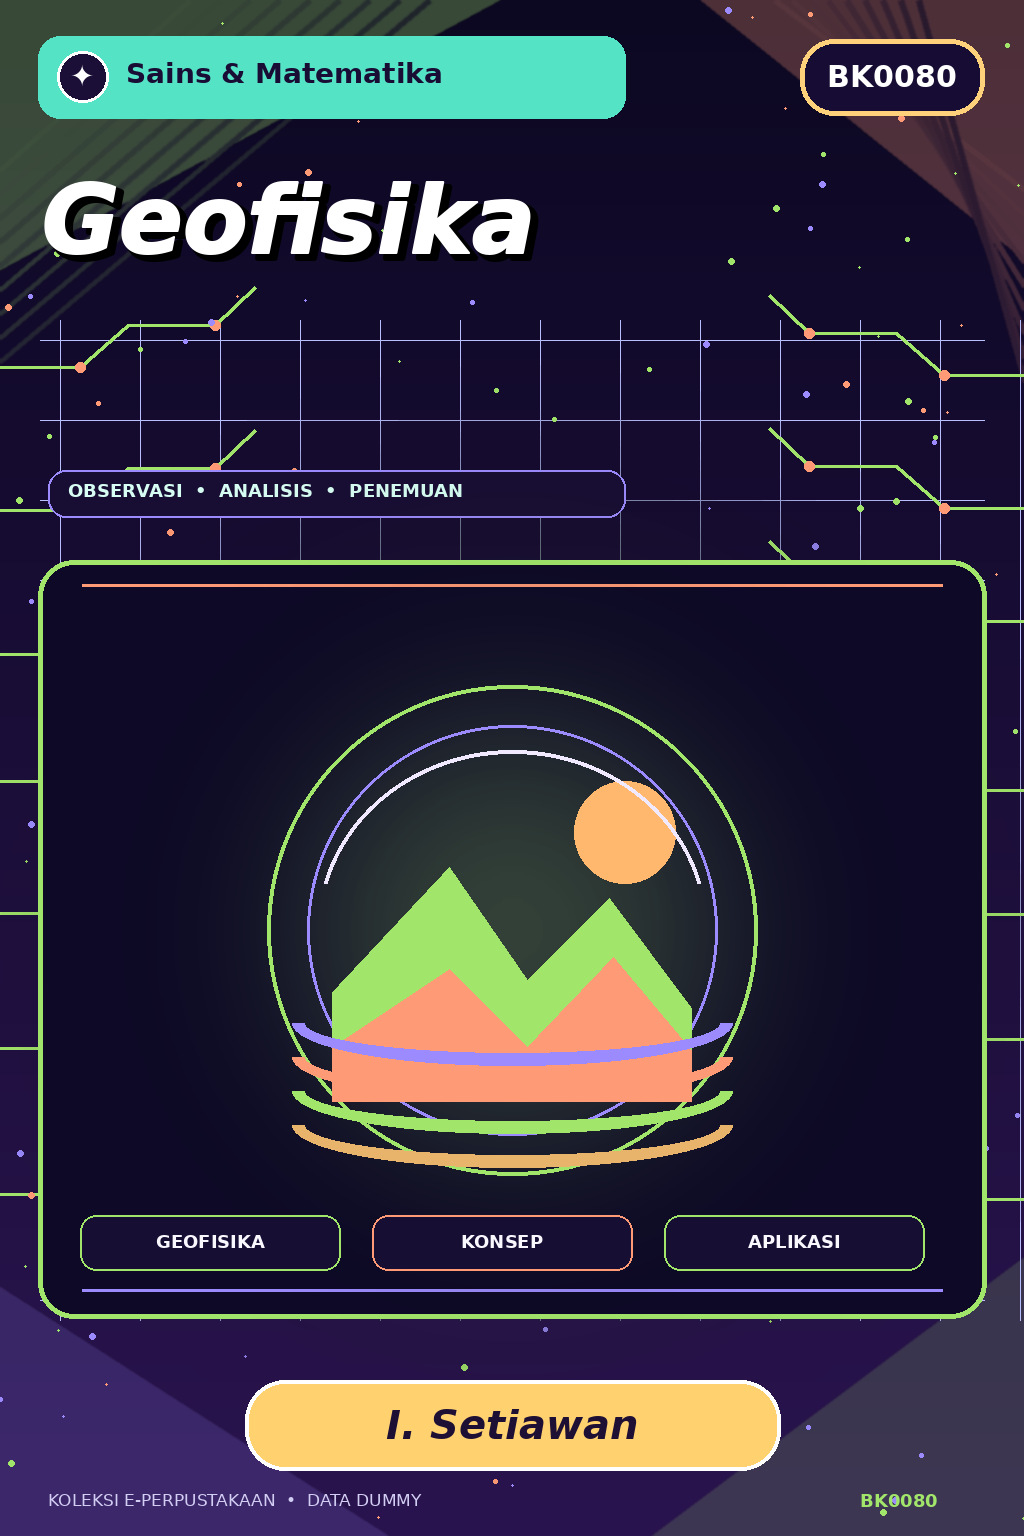 Sains & Matematika
BK0080
Geofisika
OBSERVASI • ANALISIS • PENEMUAN
GEOFISIKA
KONSEP
APLIKASI
I. Setiawan
KOLEKSI E-PERPUSTAKAAN • DATA DUMMY
BK0080